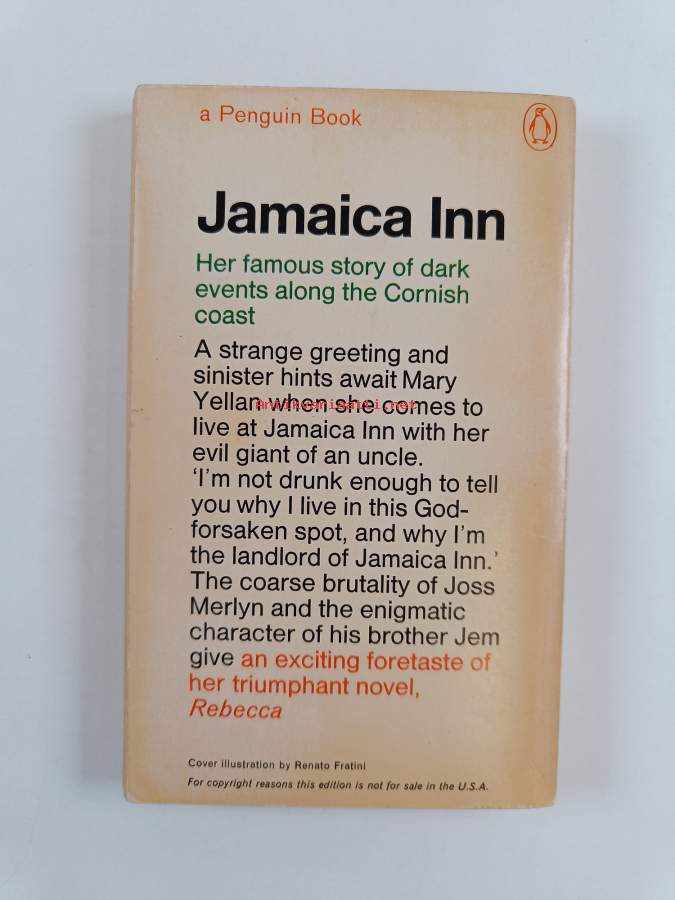 a Penguin Book
Jamaica Inn
Her famous story of dark
events along the Cornish
coast
A strange greeting and
sinister hints await Mary
Yellan when she comes to
Antikvariaatti.net
live at Jamaica Inn with her
evil giant of an uncle.
‘I’m not drunk enough to tell
you why I live in this God-
forsaken spot, and why I’m
the landlord of Jamaica Inn.’
The coarse brutality of Joss
Merlyn and the enigmatic
character of his brother Jem
give an exciting foretaste of
her triumphant novel,
Rebecca
Cover illustration by Renato Fratini
For copyright reasons this edition is not for sale in the U.S.A.